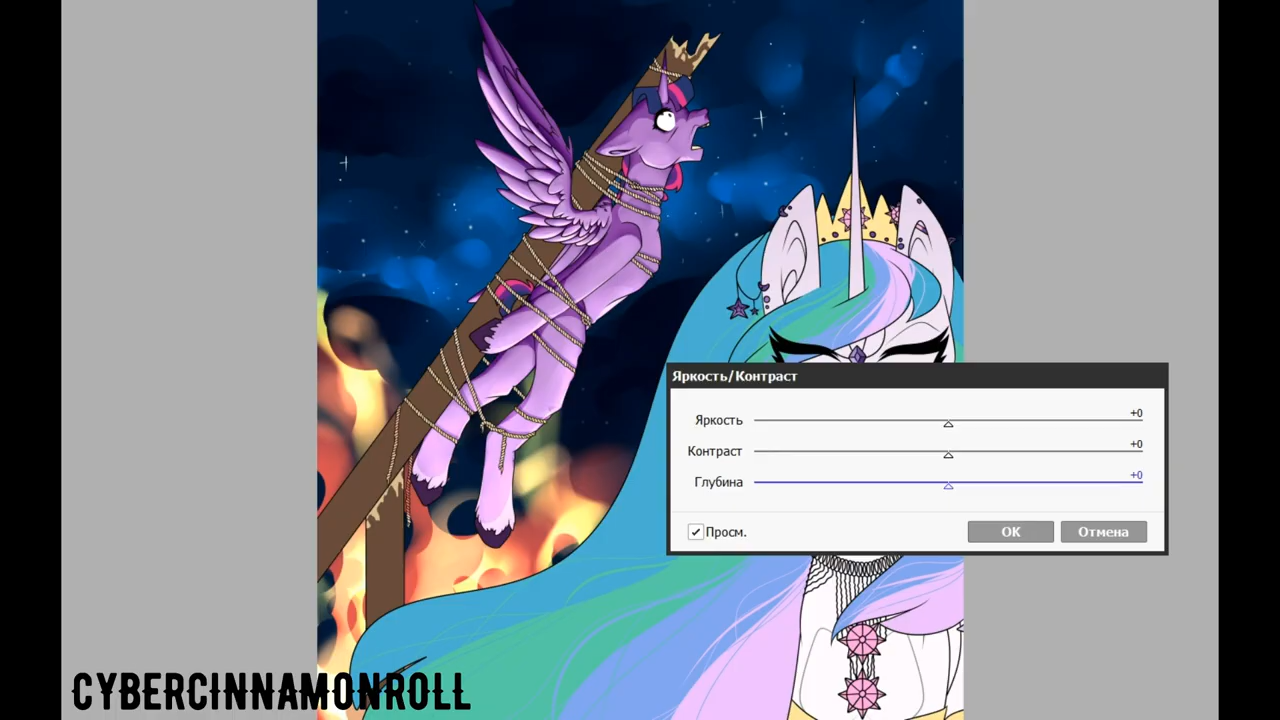 Яркость/Контраст
Яркость +0
Контраст +0
Глубина +0
Просм. OK Отмена
CYBERCINNAMONROLL